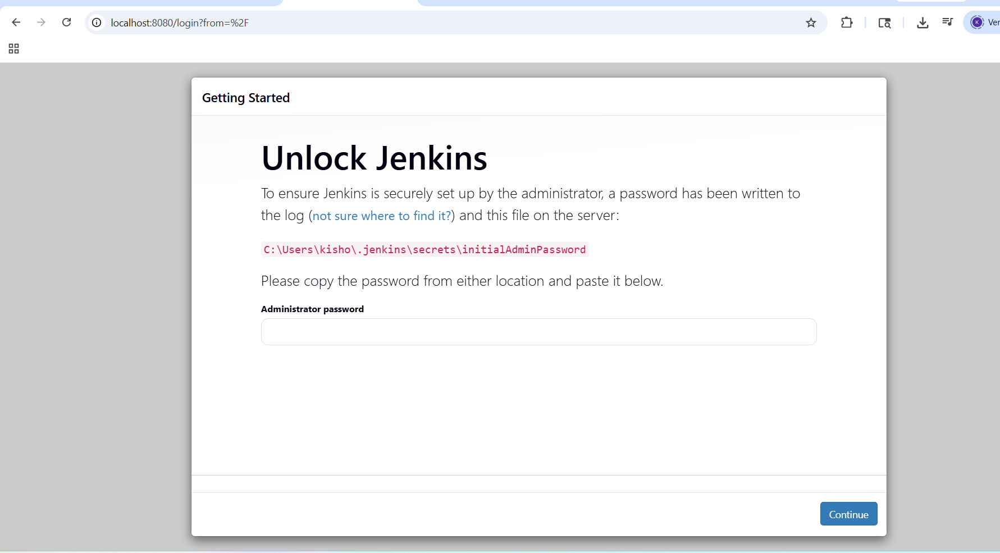 localhost:8080/login?from=%2F
K
Ver
Getting Started
Unlock Jenkins
To ensure Jenkins is securely set up by the administrator, a password has been written to
the log (not sure where to find it?) and this file on the server:
C:\Users\kisho\.jenkins\secrets\initialAdminPassword
Please copy the password from either location and paste it below.
Administrator password
Continue